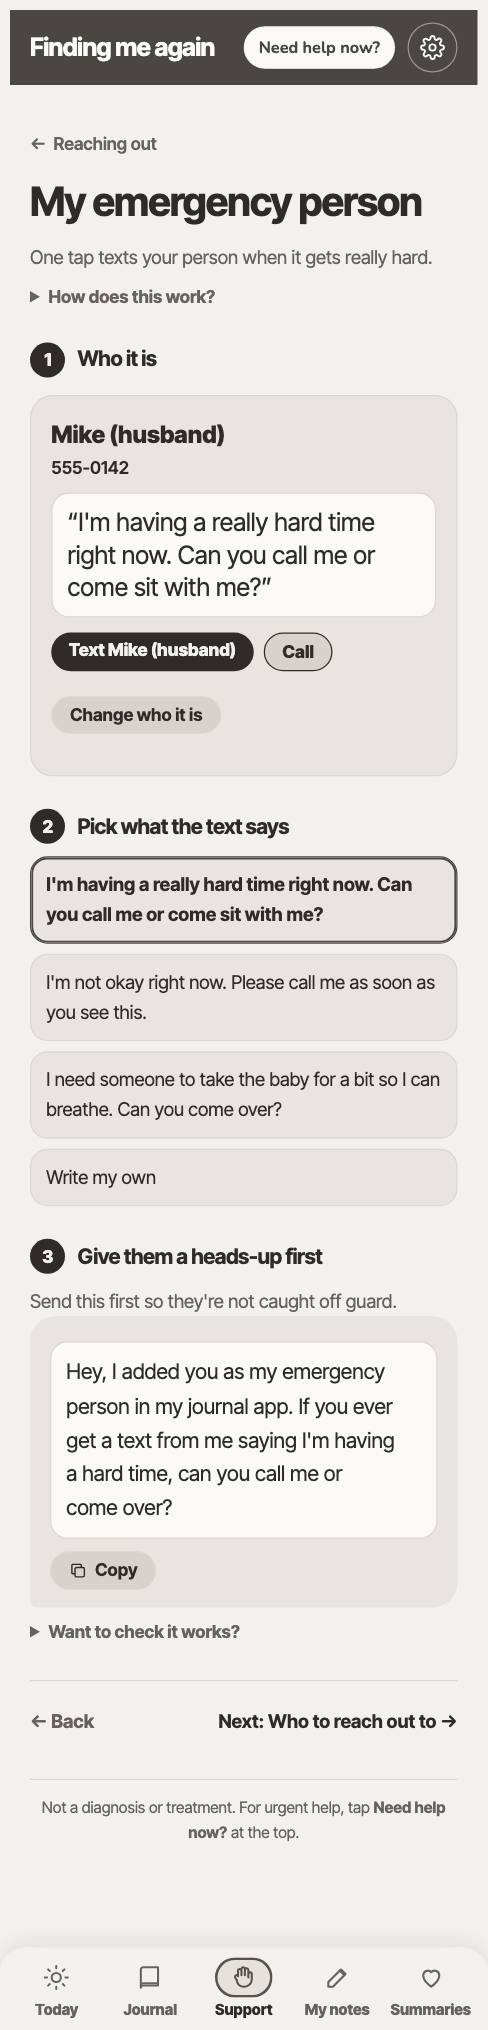 Finding me again
Need help now?
← Reaching out
My emergency person
One tap texts your person when it gets really hard.
▶ How does this work?
1 Who it is
Mike (husband)
555-0142
“I'm having a really hard time
right now. Can you call me or
come sit with me?”
Text Mike (husband)
Call
Change who it is
2 Pick what the text says
I'm having a really hard time right now. Can
you call me or come sit with me?
I'm not okay right now. Please call me as soon as
you see this.
I need someone to take the baby for a bit so I can
breathe. Can you come over?
Write my own
3 Give them a heads-up first
Send this first so they're not caught off guard.
Hey, I added you as my emergency
person in my journal app. If you ever
get a text from me saying I'm having
a hard time, can you call me or
come over?
Copy
▶ Want to check it works?
← Back
Next: Who to reach out to →
Not a diagnosis or treatment. For urgent help, tap Need help
now? at the top.
Today
Journal
Support
My notes
Summaries